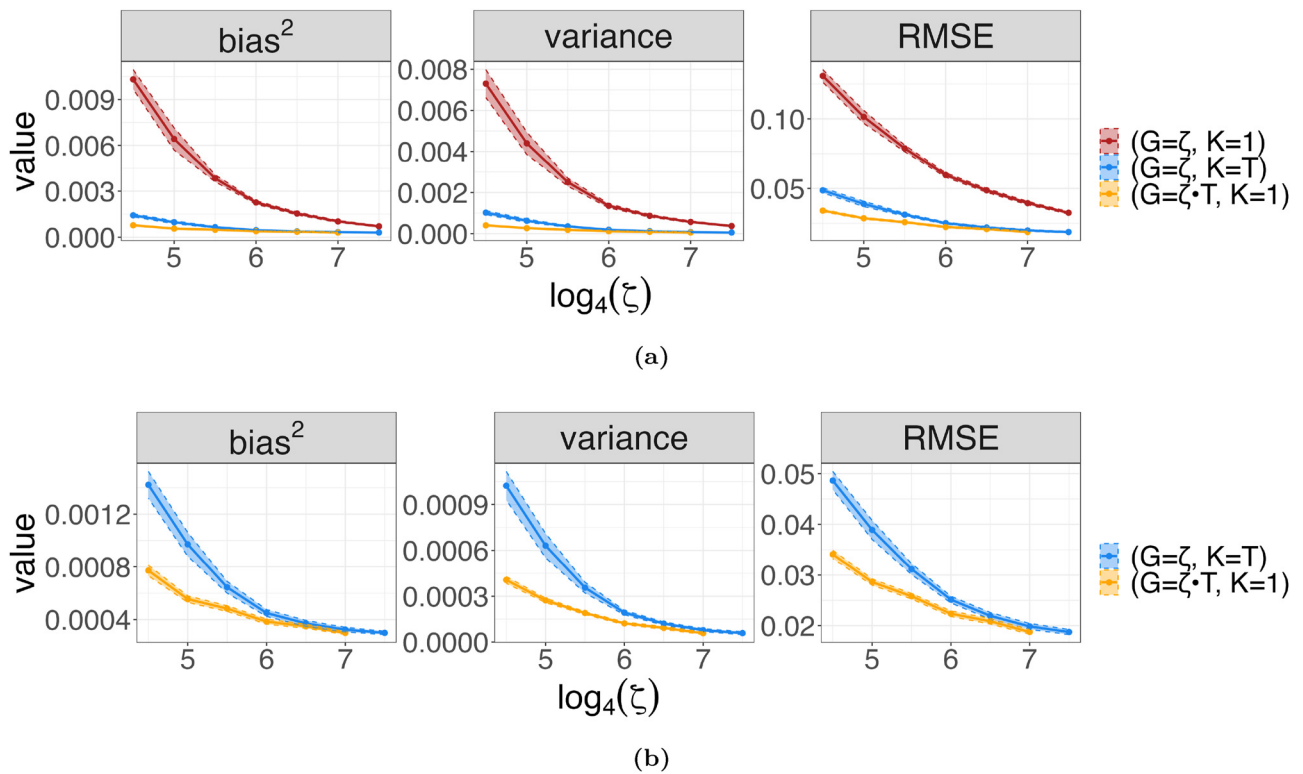 bias² variance RMSE
value
0.009
0.006
0.003
0.000
0.008
0.006
0.004
0.002
0.000
0.10
0.05
5 6 7
5 6 7
5 6 7
log₄(ζ)
(G=ζ, K=1)
(G=ζ, K=T)
(G=ζ•T, K=1)
(a)
bias² variance RMSE
value
0.0012
0.0008
0.0004
0.0009
0.0006
0.0003
0.0000
0.05
0.04
0.03
0.02
5 6 7
5 6 7
5 6 7
log₄(ζ)
(G=ζ, K=T)
(G=ζ•T, K=1)
(b)